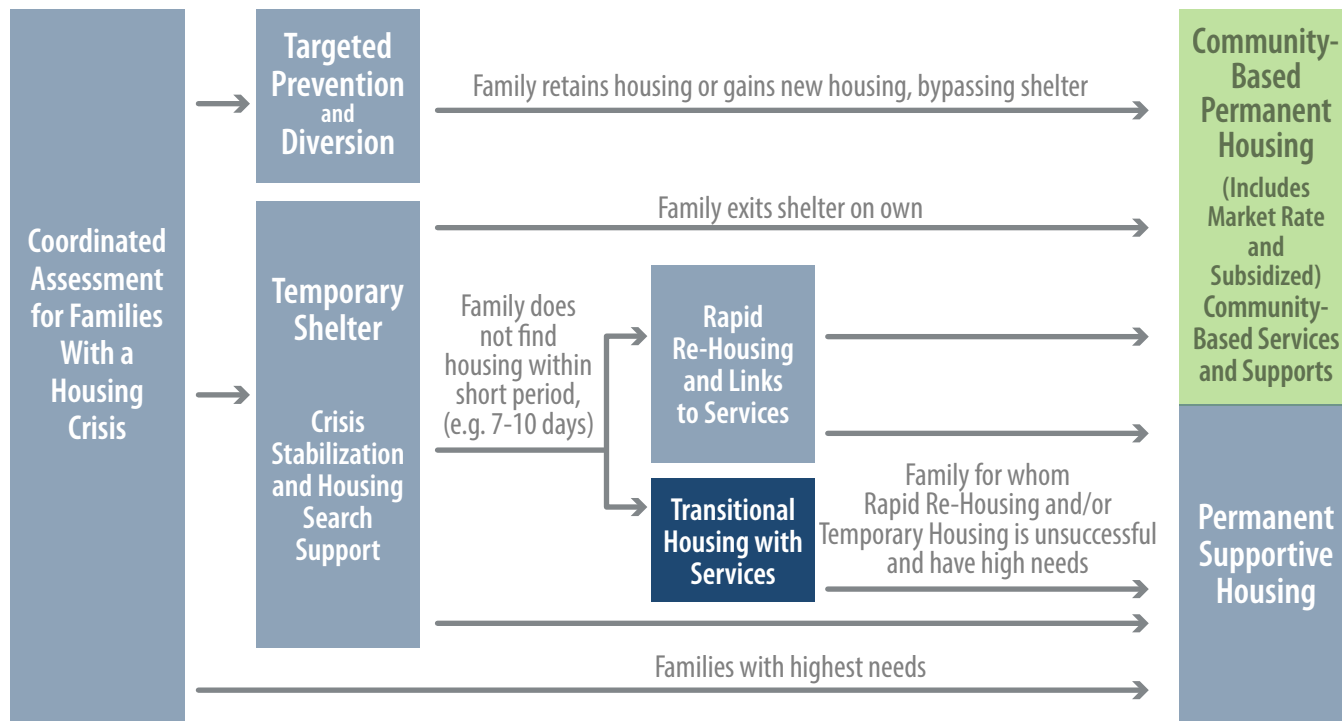 Coordinated
Assessment
for Families
With a
Housing
Crisis
Targeted
Prevention
and
Diversion
Family retains housing or gains new housing, bypassing shelter
Temporary
Shelter
Crisis
Stabilization
and Housing
Search
Support
Family exits shelter on own
Family does
not find
housing within
short period,
(e.g. 7-10 days)
Rapid
Re-Housing
and Links
to Services
Transitional
Housing with
Services
Family for whom
Rapid Re-Housing and/or
Temporary Housing is unsuccessful
and have high needs
Families with highest needs
Community-
Based
Permanent
Housing
(Includes
Market Rate
and
Subsidized)
Community-
Based Services
and Supports
Permanent
Supportive
Housing